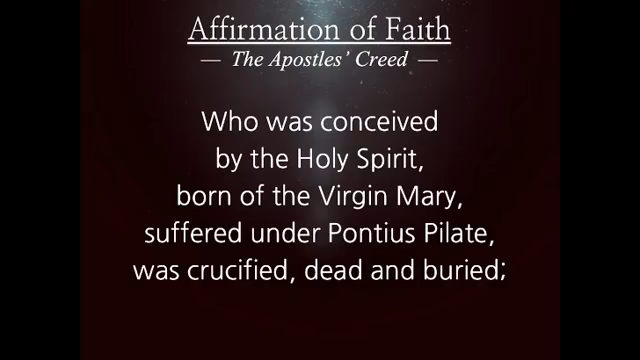 Affirmation of Faith
— The Apostles’ Creed —
Who was conceived
by the Holy Spirit,
born of the Virgin Mary,
suffered under Pontius Pilate,
was crucified, dead and buried;